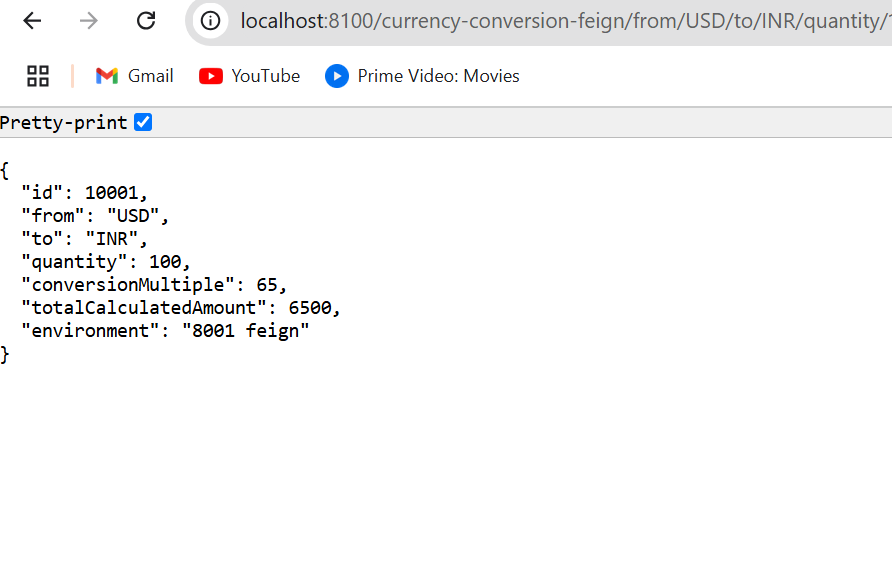 localhost:8100/currency-conversion-feign/from/USD/to/INR/quantity/
Gmail YouTube Prime Video: Movies
Pretty-print
{
"id": 10001,
"from": "USD",
"to": "INR",
"quantity": 100,
"conversionMultiple": 65,
"totalCalculatedAmount": 6500,
"environment": "8001 feign"
}